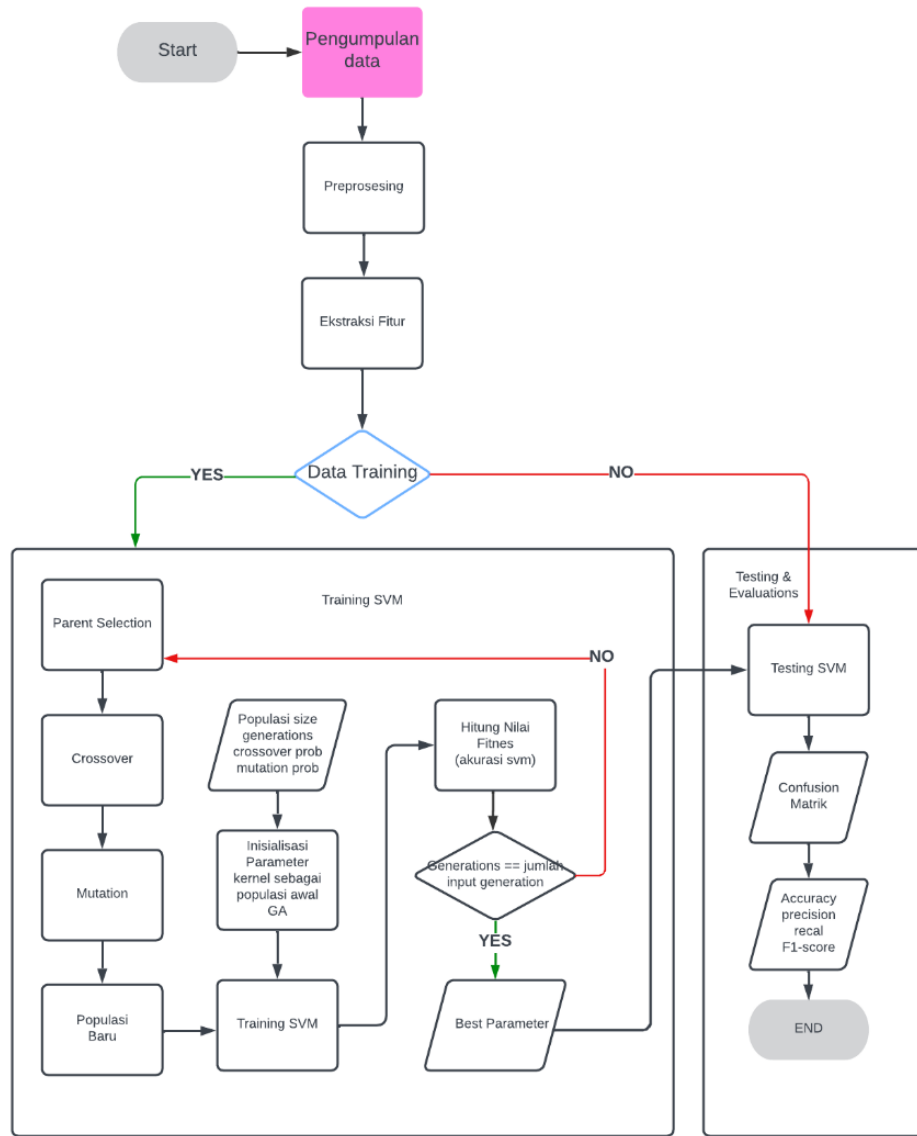 Start
Pengumpulan
data
Preprosesing
Ekstraksi Fitur
Data Training
YES
NO
Training SVM
Parent Selection
NO
Crossover
Populasi size
generations
crossover prob
mutation prob
Hitung Nilai
Fitnes
(akurasi svm)
Mutation
Inisialisasi
Parameter
kernel sebagai
populasi awal
GA
Generations == jumlah
input generation
YES
Populasi
Baru
Training SVM
Best Parameter
Testing &
Evaluations
Testing SVM
Confusion
Matrik
Accuracy
precision
recal
F1-score
END